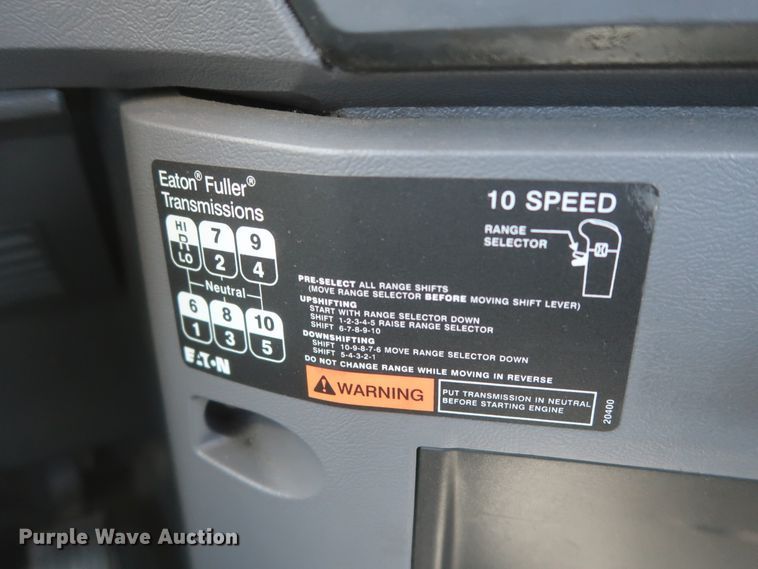 Eaton® Fuller®
Transmissions
10 SPEED
RANGE
SELECTOR
HI
R
LO
7
2
9
4
Neutral
6
1
8
3
10
5
EATON
PRE-SELECT ALL RANGE SHIFTS
(MOVE RANGE SELECTOR BEFORE MOVING SHIFT LEVER)
UPSHIFTING
START WITH RANGE SELECTOR DOWN
SHIFT 1-2-3-4-5 RAISE RANGE SELECTOR
SHIFT 6-7-8-9-10
DOWNSHIFTING
SHIFT 10-9-8-7-6 MOVE RANGE SELECTOR DOWN
SHIFT 5-4-3-2-1
DO NOT CHANGE RANGE WHILE MOVING IN REVERSE
WARNING
PUT TRANSMISSION IN NEUTRAL
BEFORE STARTING ENGINE
20400
Purple Wave Auction